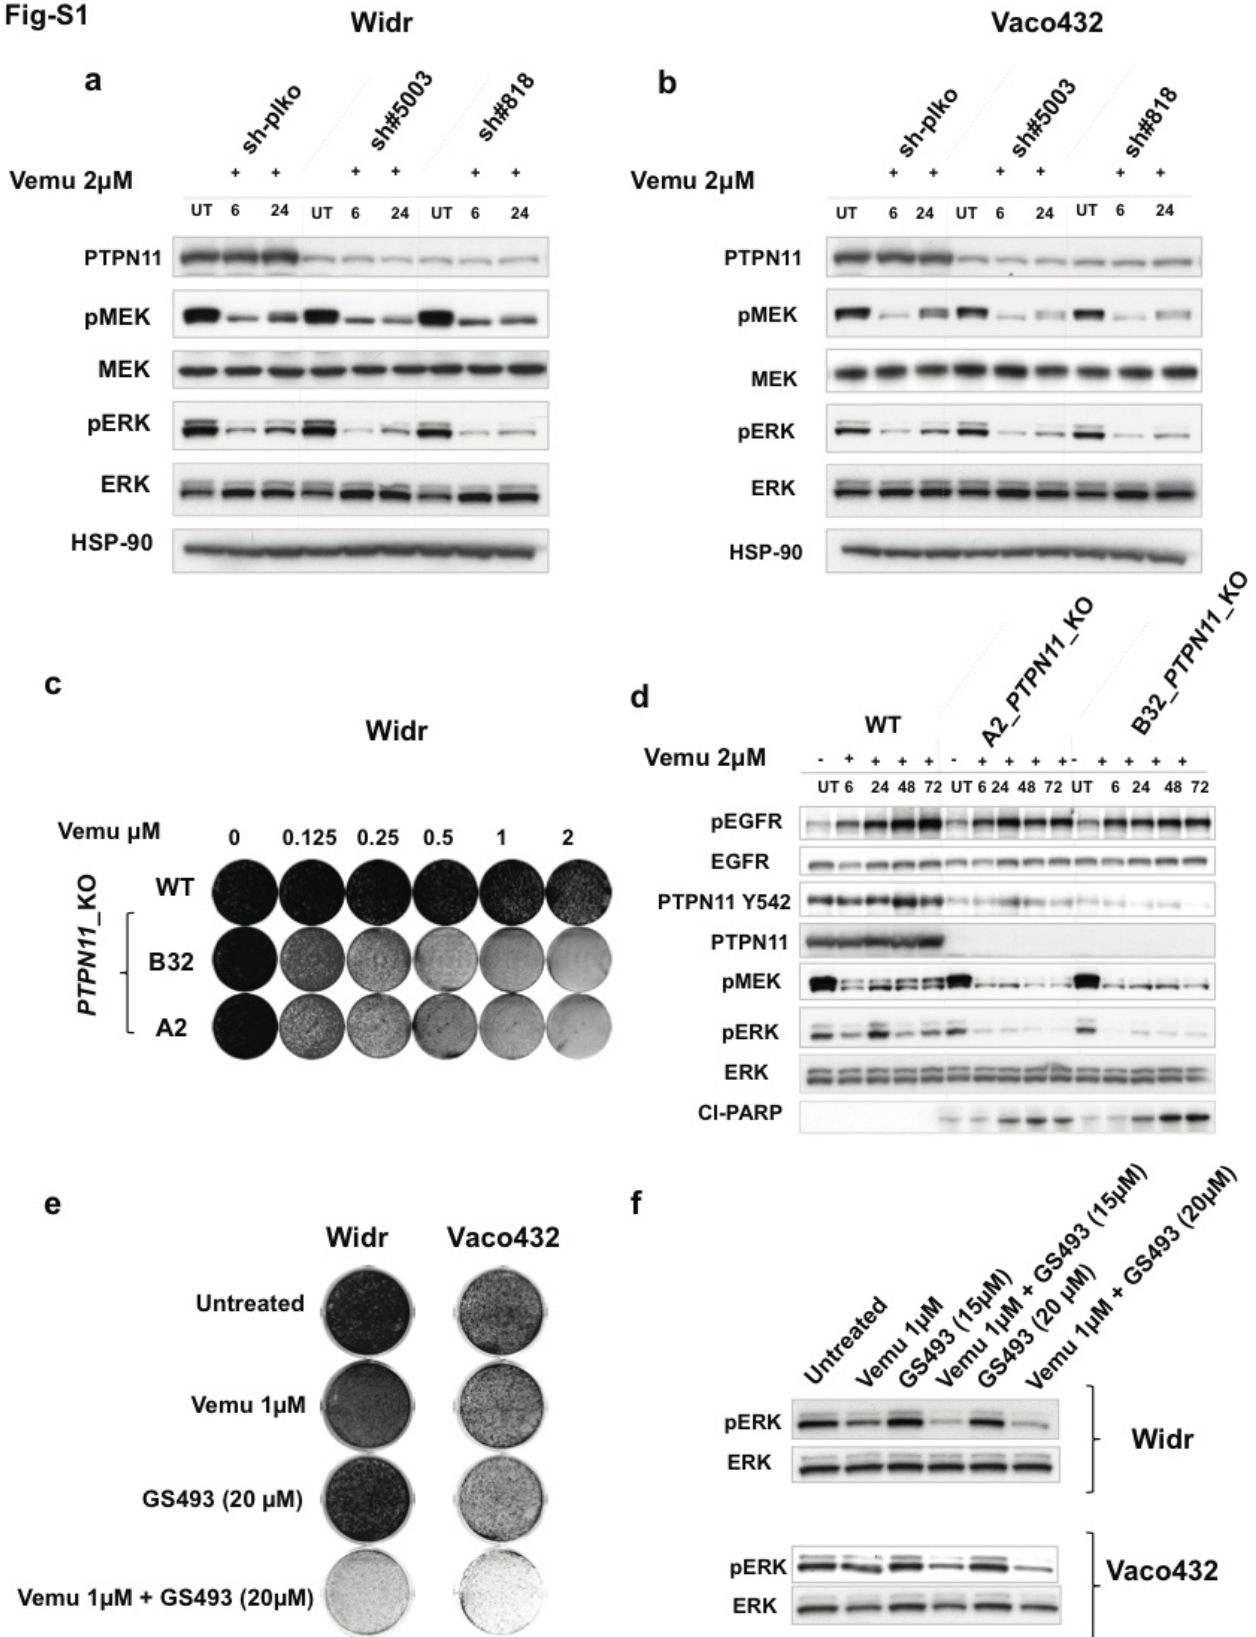 Fig-S1
Widr
Vaco432
a
sh-plko
sh#5003
sh#818
Vemu 2µM
+ + + + + +
UT 6 24 UT 6 24 UT 6 24
PTPN11
pMEK
MEK
pERK
ERK
HSP-90
b
sh-plko
sh#5003
sh#818
Vemu 2µM
+ + + + + +
UT 6 24 UT 6 24 UT 6 24
PTPN11
pMEK
MEK
pERK
ERK
HSP-90
c
Widr
Vemu µM 0 0.125 0.25 0.5 1 2
PTPN11_KO
WT
B32
A2
d
WT
A2_PTPN11_KO
B32_PTPN11_KO
Vemu 2µM - + + + + - + + + + - + + + +
UT 6 24 48 72 UT 6 24 48 72 UT 6 24 48 72
pEGFR
EGFR
PTPN11 Y542
PTPN11
pMEK
pERK
ERK
Cl-PARP
e
Widr Vaco432
Untreated
Vemu 1µM
GS493 (20 µM)
Vemu 1µM + GS493 (20µM)
f
Untreated
Vemu 1µM
GS493 (15µM)
Vemu 1µM + GS493 (15µM)
GS493 (20 µM)
Vemu 1µM + GS493 (20µM)
pERK
ERK
Widr
pERK
ERK
Vaco432